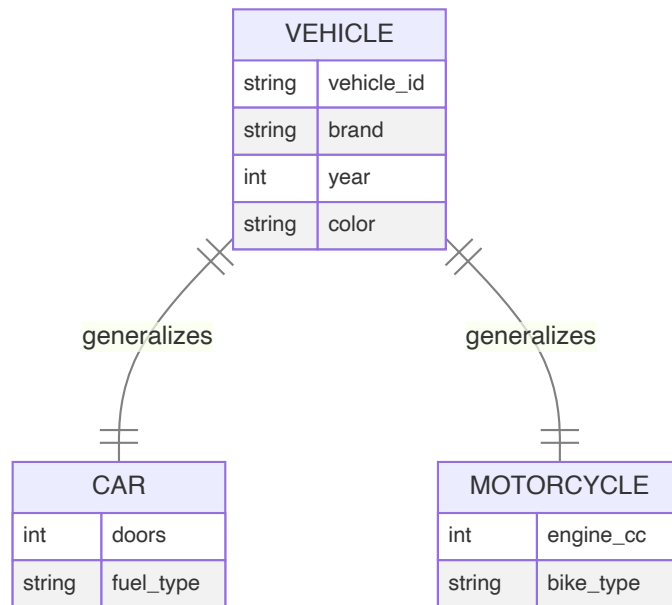 VEHICLE
string vehicle_id
string brand
int year
string color
generalizes generalizes
CAR MOTORCYCLE
int doors int engine_cc
string fuel_type string bike_type